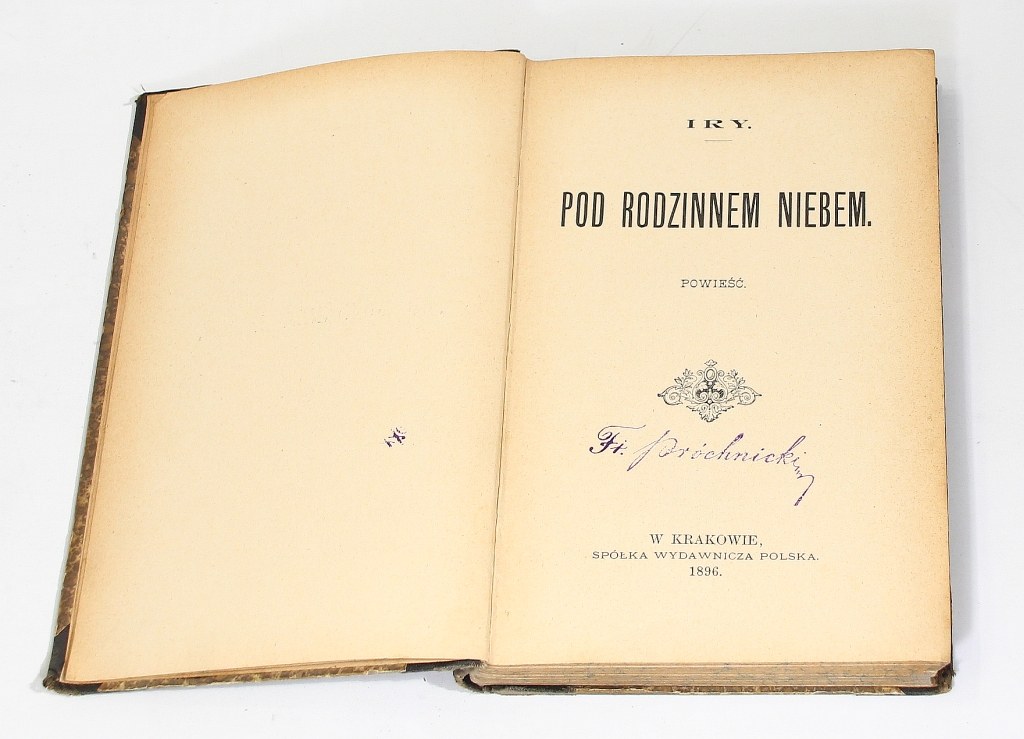 IRY.
POD RODZINNEM NIEBEM.
POWIEŚĆ.
Fr. Próchnicki
W KRAKOWIE,
SPÓŁKA WYDAWNICZA POLSKA.
1896.